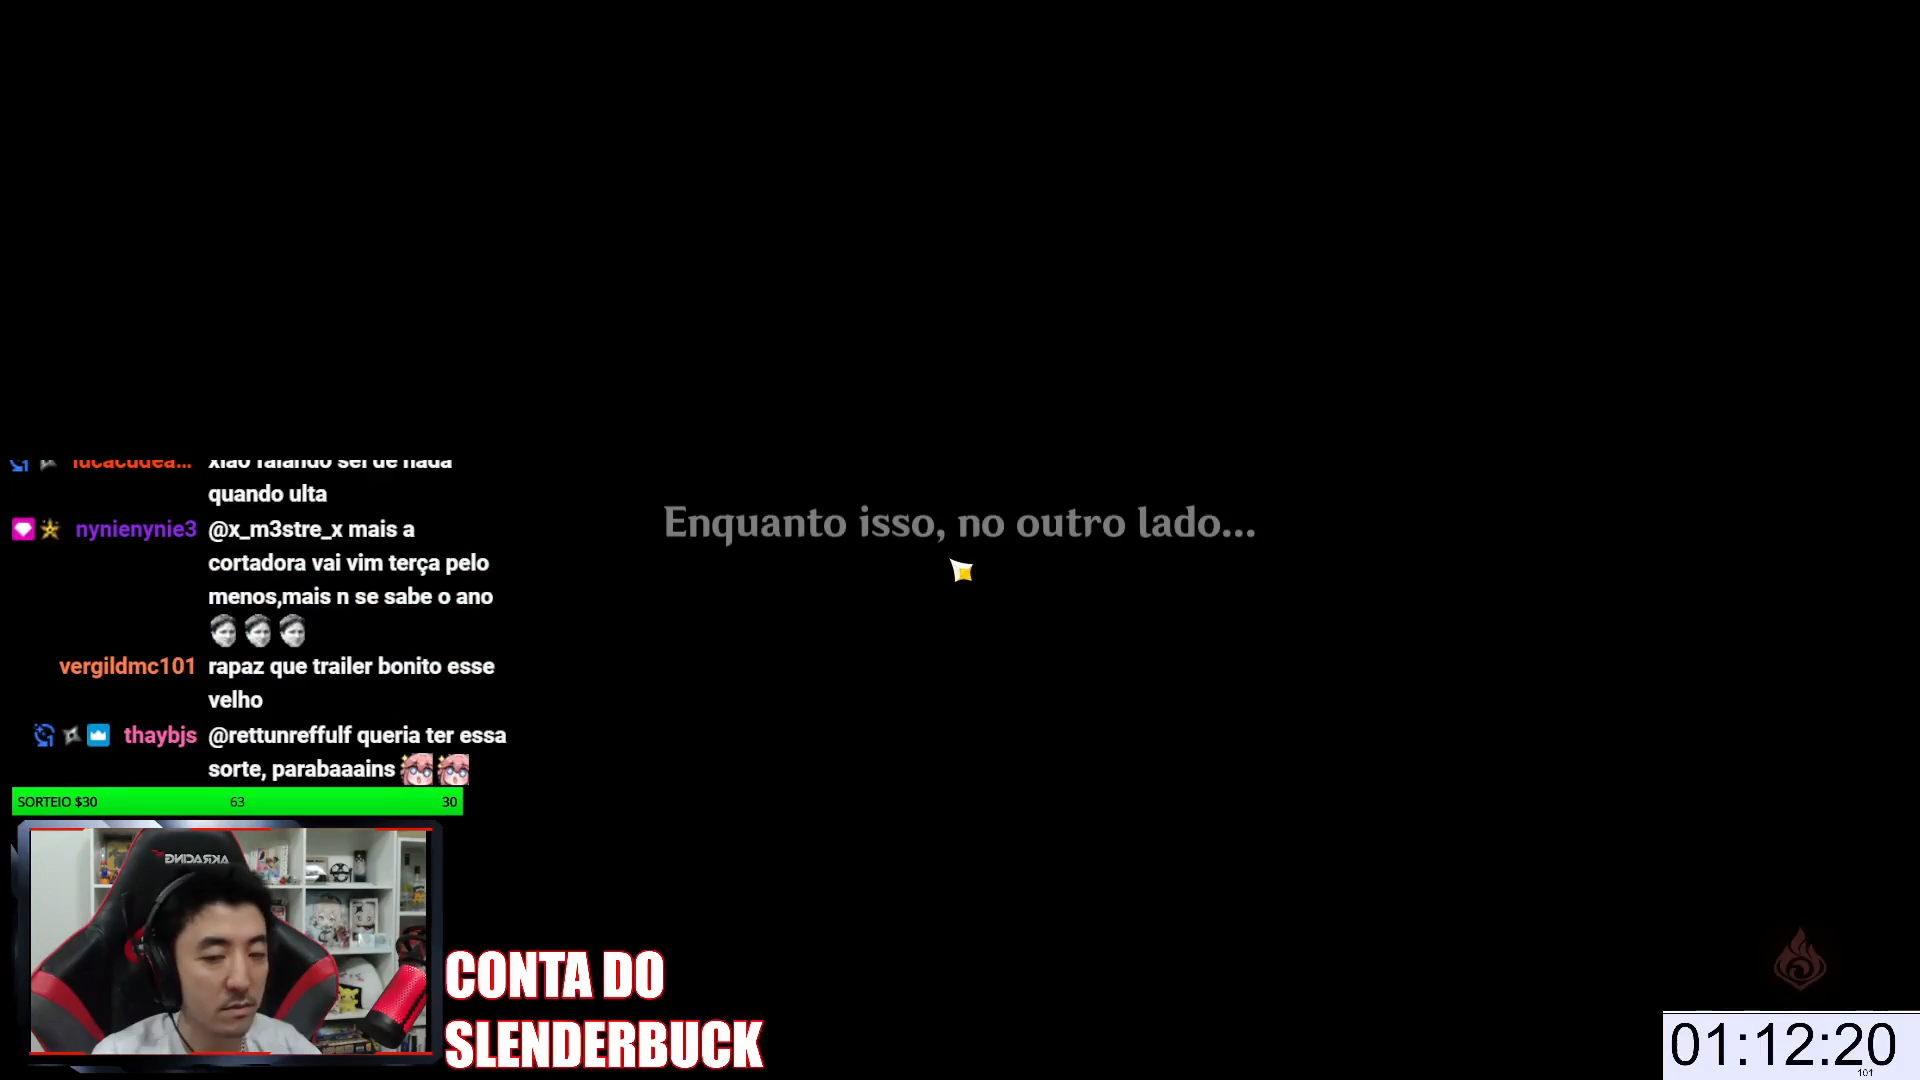 quando ulta
nynienynie3 @x_m3stre_x mais a
cortadora vai vim terça pelo
menos,mais n se sabe o ano
vergildmc101 rapaz que trailer bonito esse
velho
thaybjs @rettunreffulf queria ter essa
sorte, parabaaains
SORTEIO $30 63 30
Enquanto isso, no outro lado...
AKRACING
CONTA DO
SLENDERBUCK
01:12:20
101